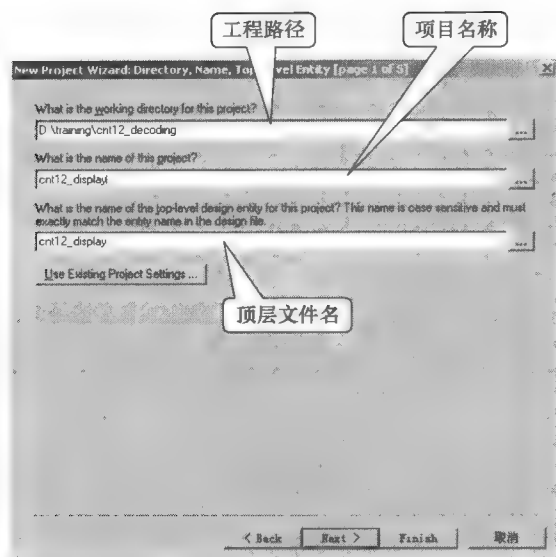 工程路径
项目名称
New Project Wizard: Directory, Name, Top vel Entity [page 1 of 5]
What is the working directory for this project?
D \training\cnt12_decoding
...
What is the name of this project?
cnt12_display
...
What is the name of the top-level design entity for this project? This name is case sensitive and must
exactly match the entity name in the design file.
cnt12_display
...
Use Existing Project Settings ...
顶层文件名
< Back
Next >
Finish
取消